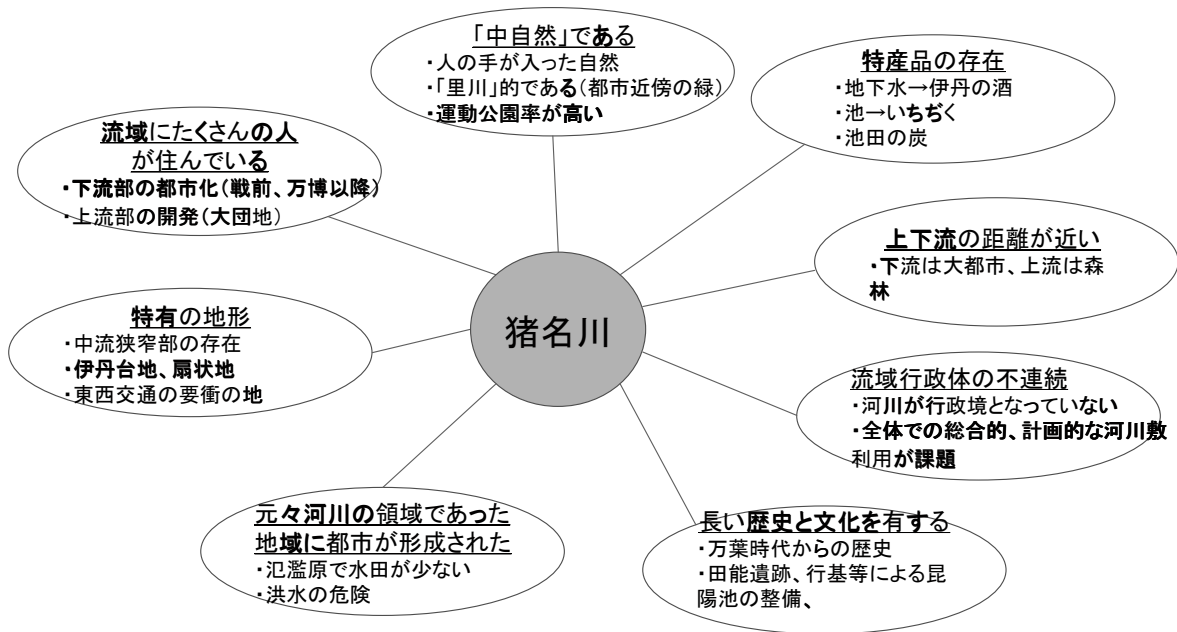 「中自然」である
・人の手が入った自然
・「里川」的である(都市近傍の緑)
・運動公園率が高い
特産品の存在
・地下水→伊丹の酒
・池→いちぢく
・池田の炭
流域にたくさんの人
が住んでいる
・下流部の都市化(戦前、万博以降)
・上流部の開発(大団地)
上下流の距離が近い
・下流は大都市、上流は森
林
猪名川
特有の地形
・中流狭窄部の存在
・伊丹台地、扇状地
・東西交通の要衝の地
流域行政体の不連続
・河川が行政境となっていない
・全体での総合的、計画的な河川敷
利用が課題
元々河川の領域であった
地域に都市が形成された
・氾濫原で水田が少ない
・洪水の危険
長い歴史と文化を有する
・万葉時代からの歴史
・田能遺跡、行基等による昆
陽池の整備、